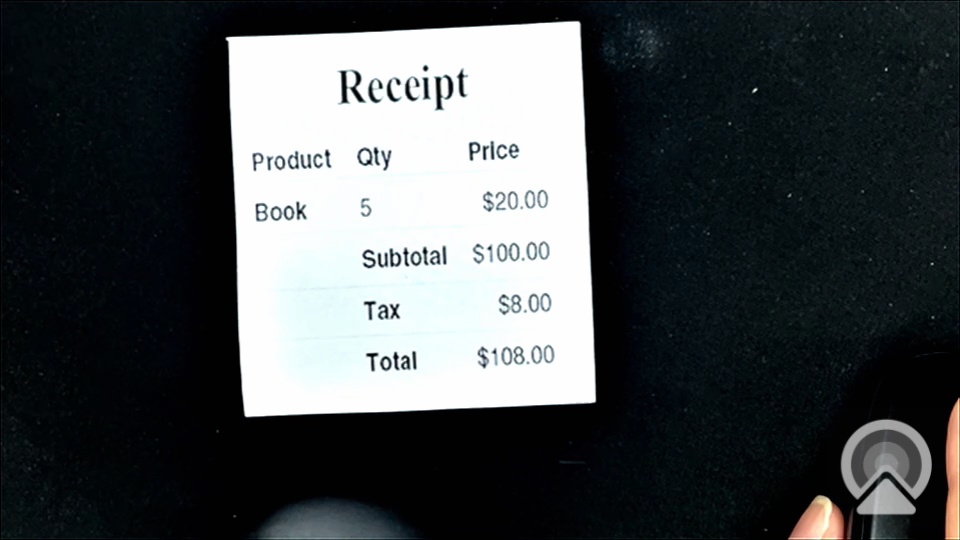 Receipt
Product Qty Price
Book 5 $20.00
Subtotal $100.00
Tax $8.00
Total $108.00